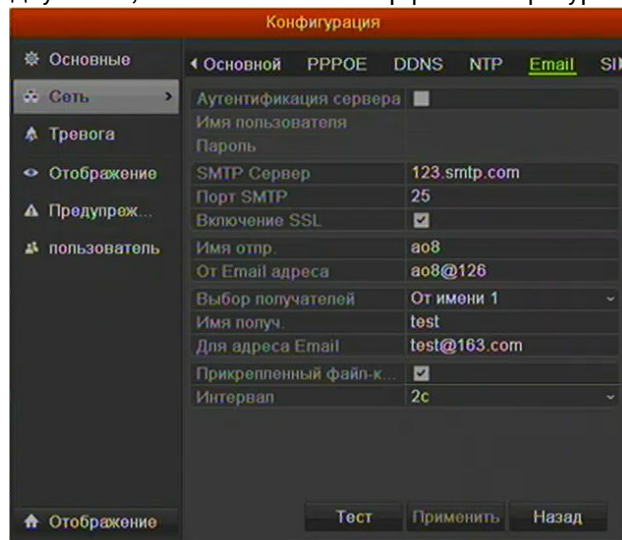 Конфигурация
Основные
Сеть
Тревога
Отображение
Предупреж...
пользователь
Отображение
Основной PPPOE DDNS NTP Email SI
Аутентификация сервера
Имя пользователя
Пароль
SMTP Сервер 123.smtp.com
Порт SMTP 25
Включение SSL
Имя отпр. ao8
От Email адреса ao8@126
Выбор получателей От имени 1
Имя получ. test
Для адреса Email test@163.com
Прикрепленный файл-к...
Интервал 2с
Тест Применить Назад